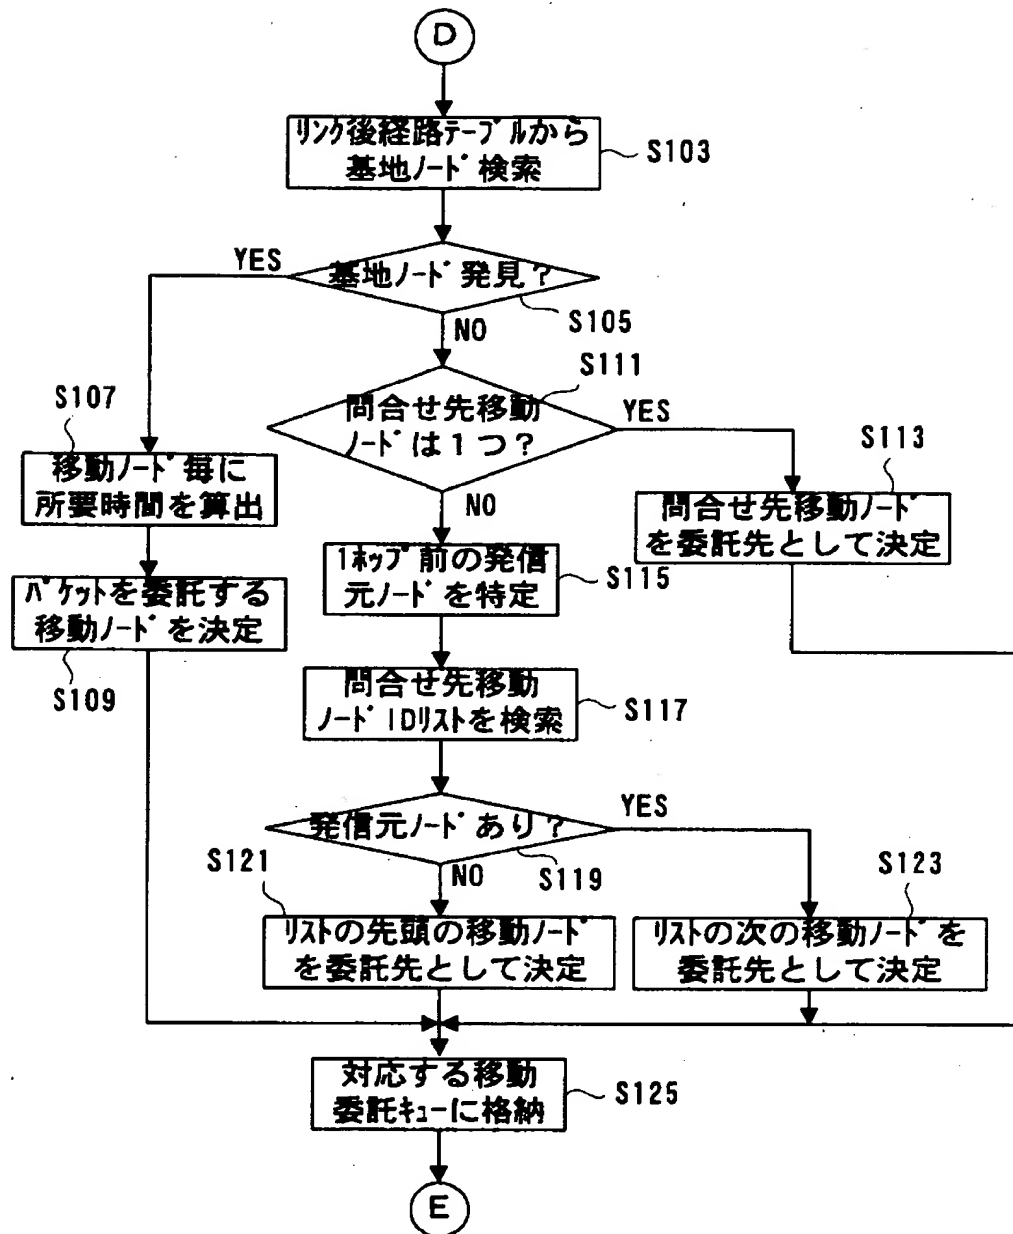 D
リンク後経路テーブルから
基地ノード検索
S103
YES
基地ノード発見?
S105
NO
S111
問合せ先移動
ノードは1つ?
YES
S107
S113
移動ノード毎に
所要時間を算出
問合せ先移動ノード
を委託先として決定
NO
1ホップ前の発信
元ノードを特定
S115
パケットを委託する
移動ノードを決定
S109
問合せ先移動
ノードIDリストを検索
S117
発信元ノードあり?
YES
S119
S121
NO
S123
リストの先頭の移動ノード
を委託先として決定
リストの次の移動ノードを
委託先として決定
対応する移動
委託キューに格納
S125
E